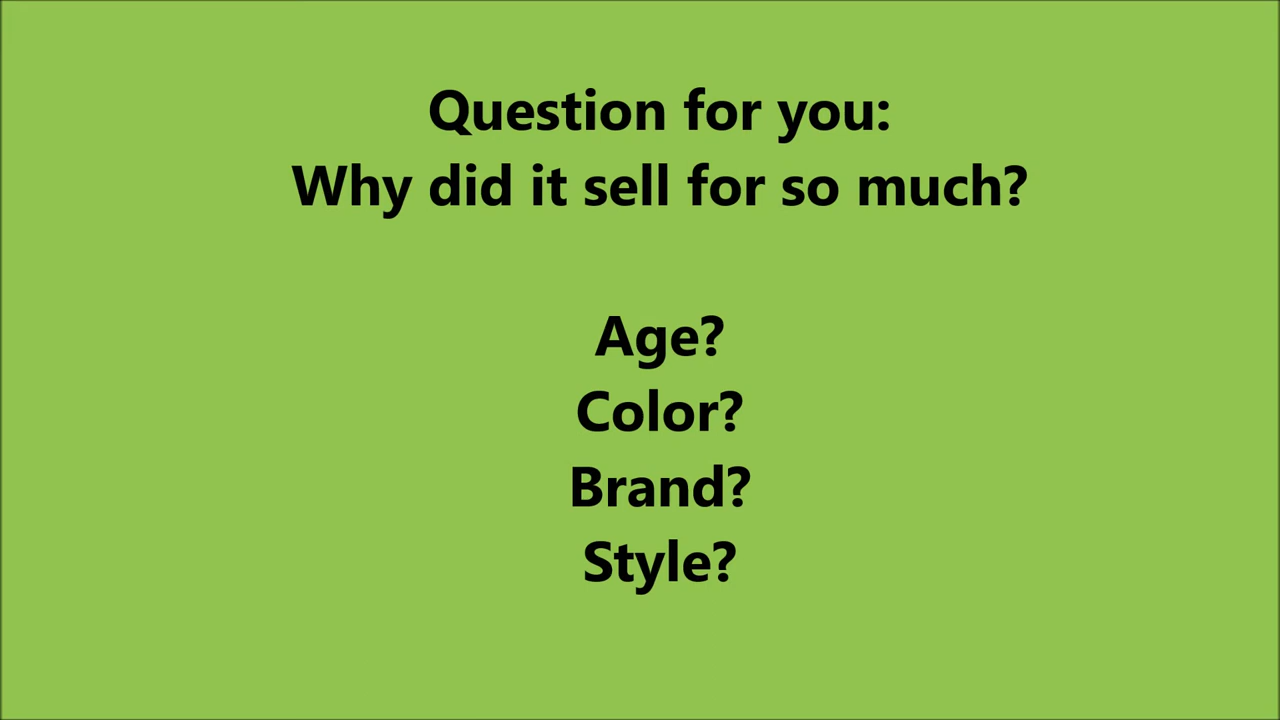 Question for you:
Why did it sell for so much?
Age?
Color?
Brand?
Style?